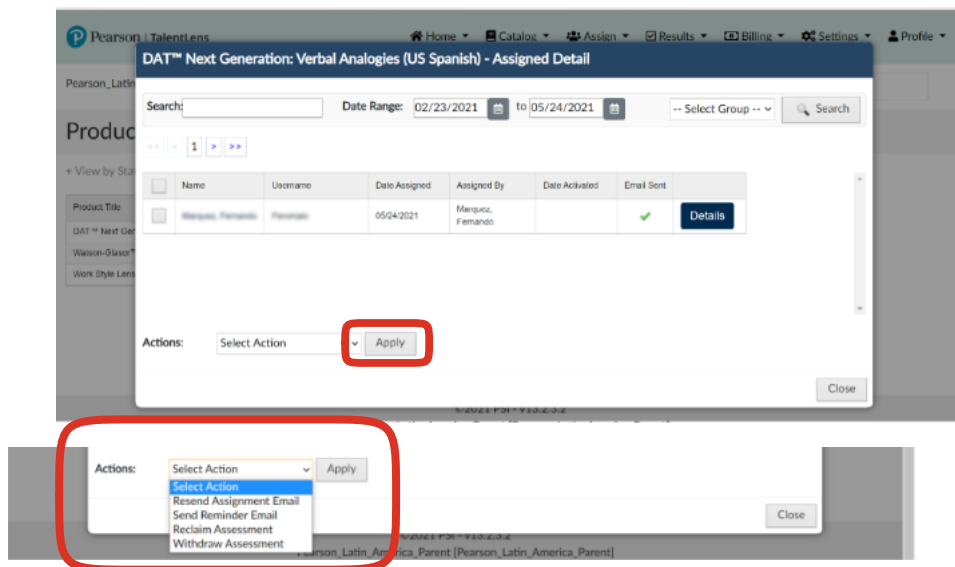 Pearson | TalentLens
Home Catalog Assign Results Billing Settings Profile
DAT™ Next Generation: Verbal Analogies (US Spanish) - Assigned Detail
Pearson_Latin
Search: Date Range: 02/23/2021 to 05/24/2021 -- Select Group -- Search
Produc
<< < 1 > >>
+ View by Sta
Name Username Date Assigned Assigned By Date Activated Email Sent
Product Title
DAT™ Next Gen
Marquez, Fernando 05/24/2021 Marquez, Fernando Details
Watson-Glaser™
Work Style Lens
Actions: Select Action Apply
Close
©2021 PSI - V13.2.3.2
Actions: Select Action Apply
Select Action
Resend Assignment Email
Send Reminder Email
Reclaim Assessment
Withdraw Assessment
Close
©2021 PSI - V13.2.3.2
Pearson_Latin_America_Parent [Pearson_Latin_America_Parent]